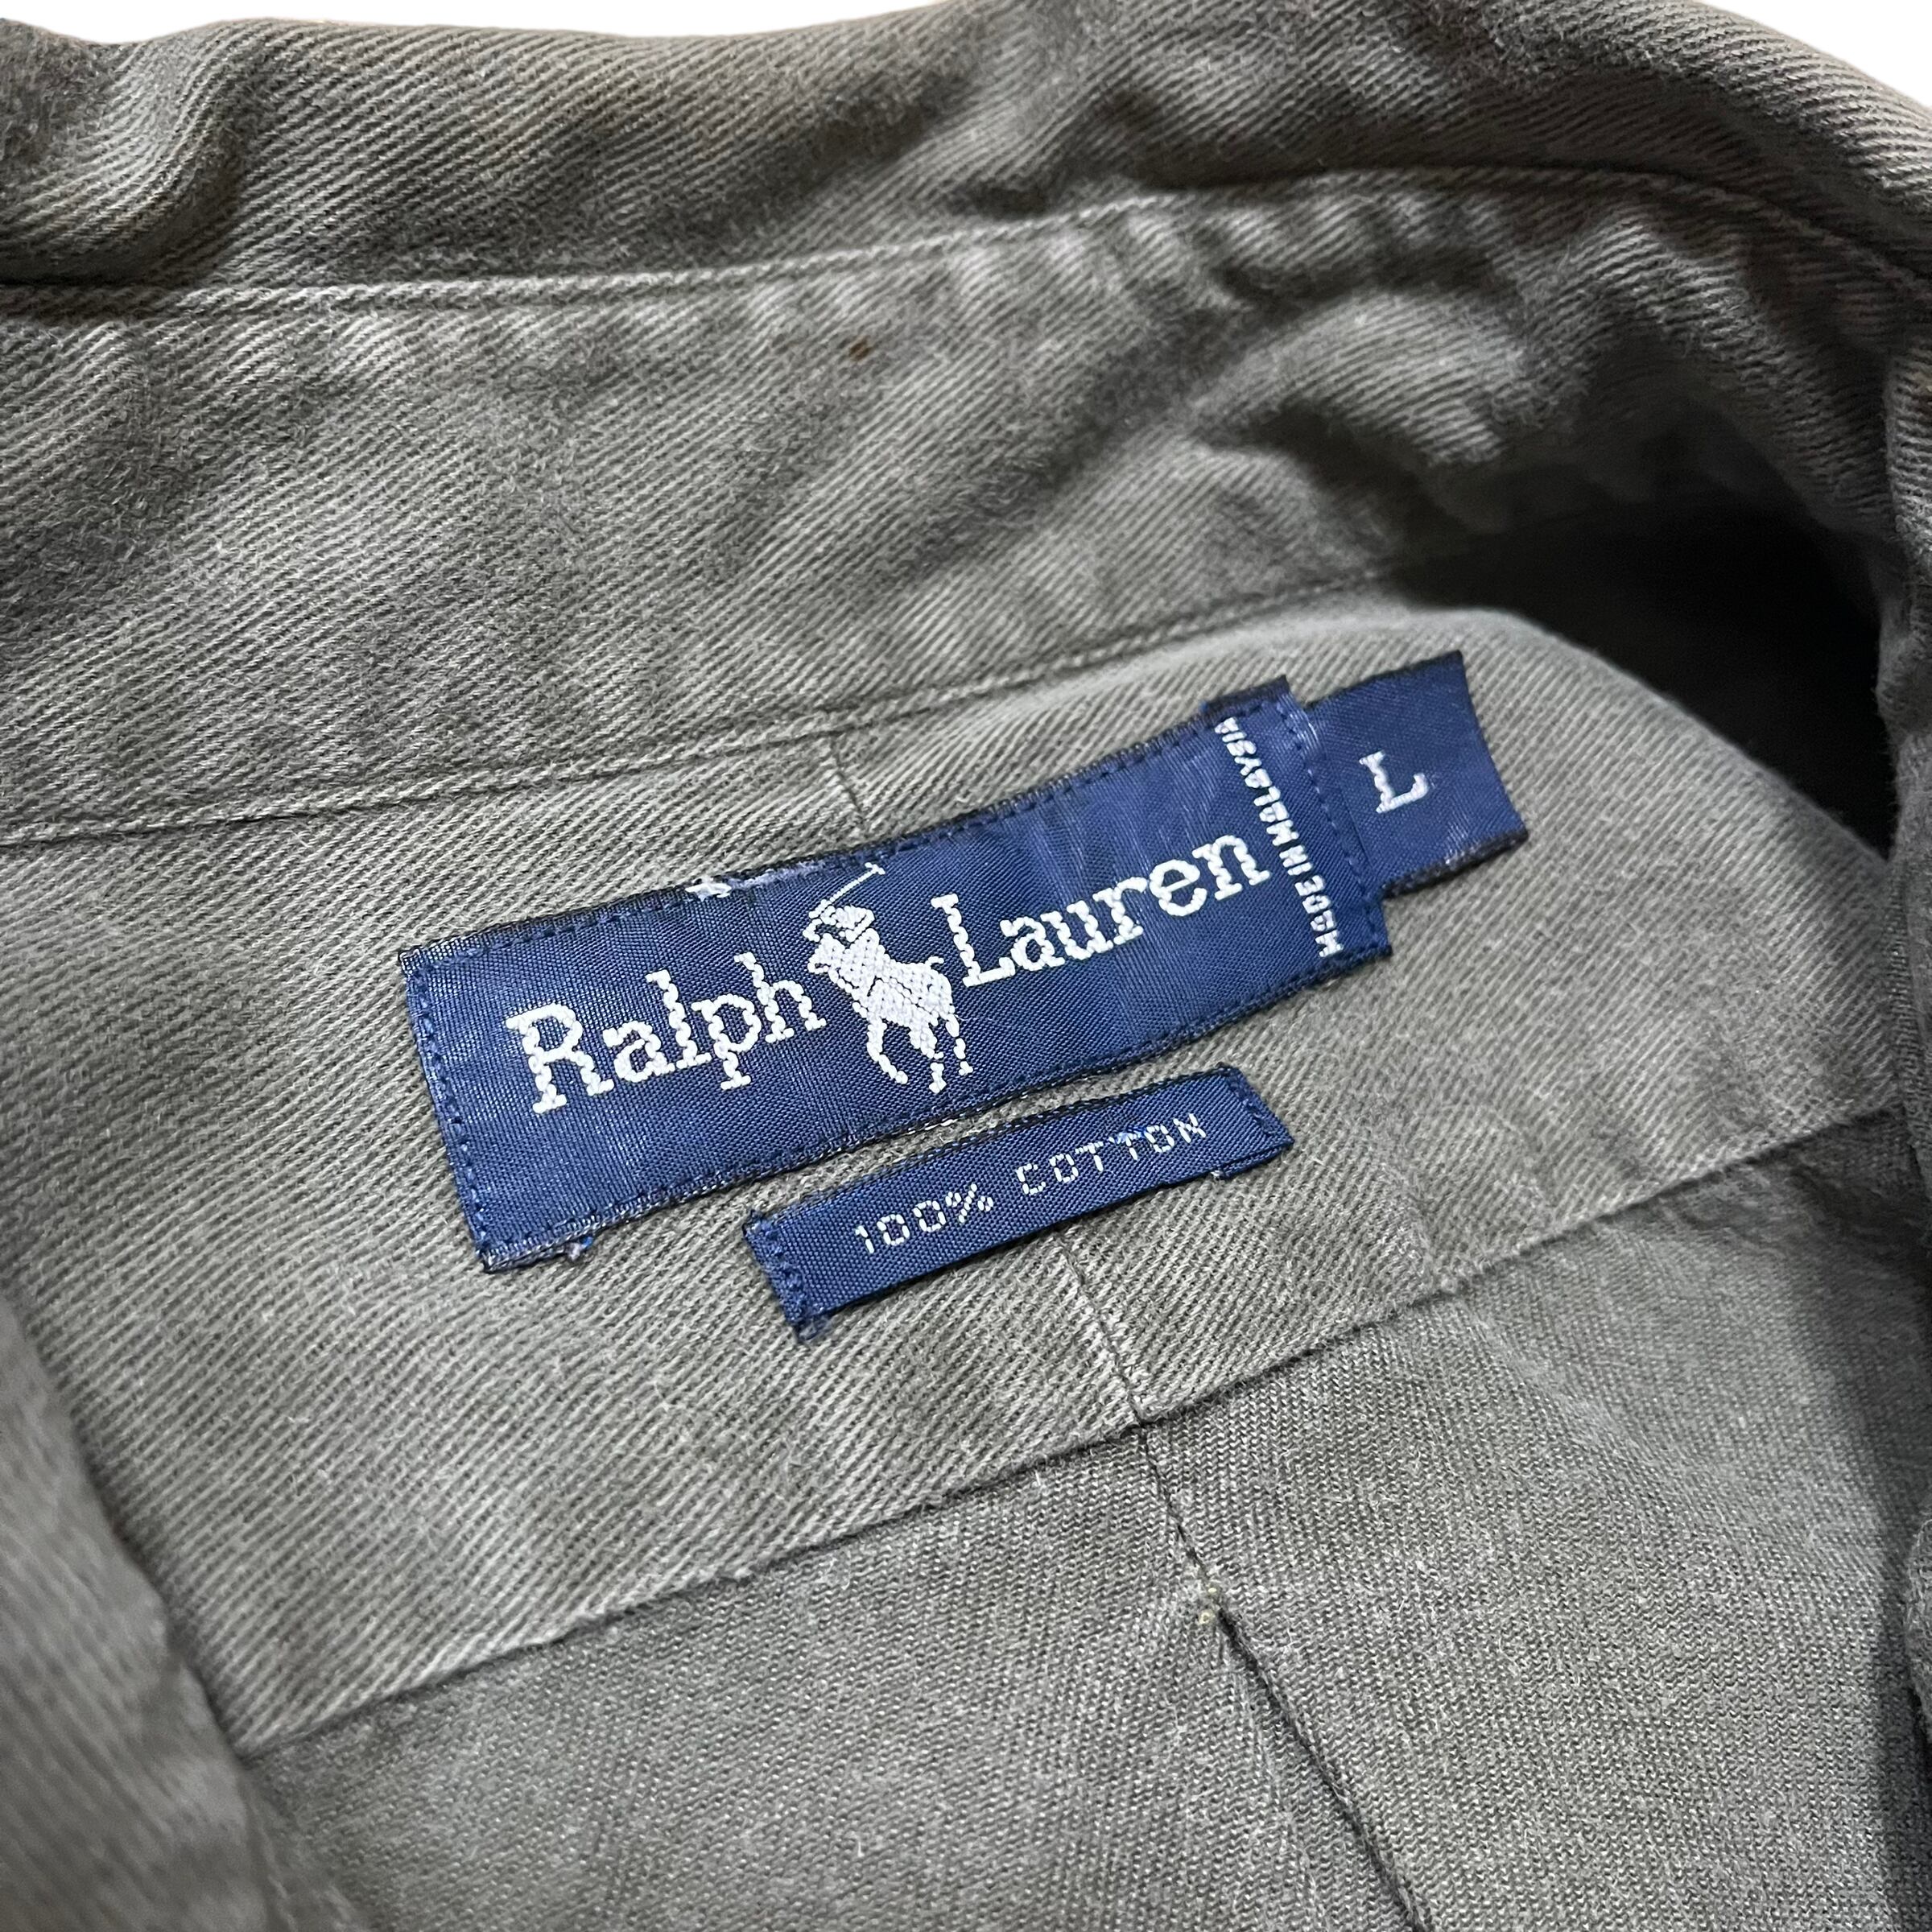 Ralph Lauren
MADE IN MALAYSIA
L
100% COTTON